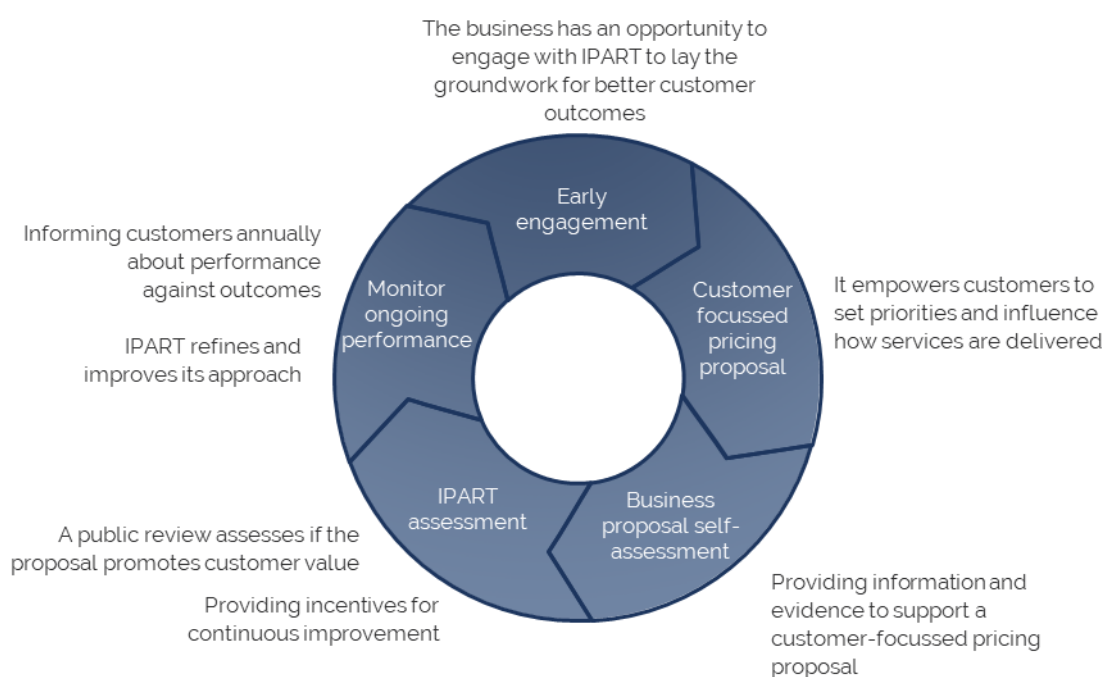 The business has an opportunity to
engage with IPART to lay the
groundwork for better customer
outcomes
Early
engagement
Customer
focussed
pricing
proposal
It empowers customers to
set priorities and influence
how services are delivered
Business
proposal self-
assessment
Providing information and
evidence to support a
customer-focussed pricing
proposal
IPART
assessment
A public review assesses if the
proposal promotes customer value
Providing incentives for
continuous improvement
Monitor
ongoing
performance
Informing customers annually
about performance
against outcomes
IPART refines and
improves its approach